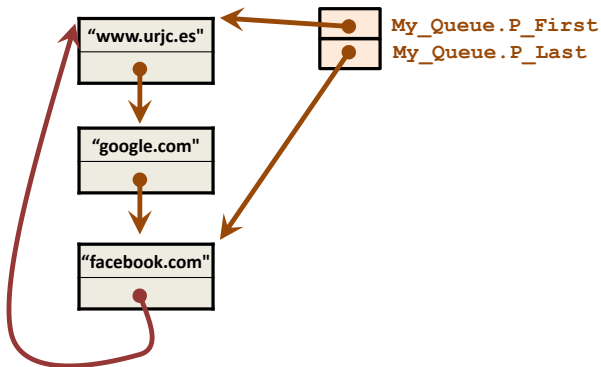 “www.urjc.es"
My_Queue.P_First
My_Queue.P_Last
“google.com"
“facebook.com"